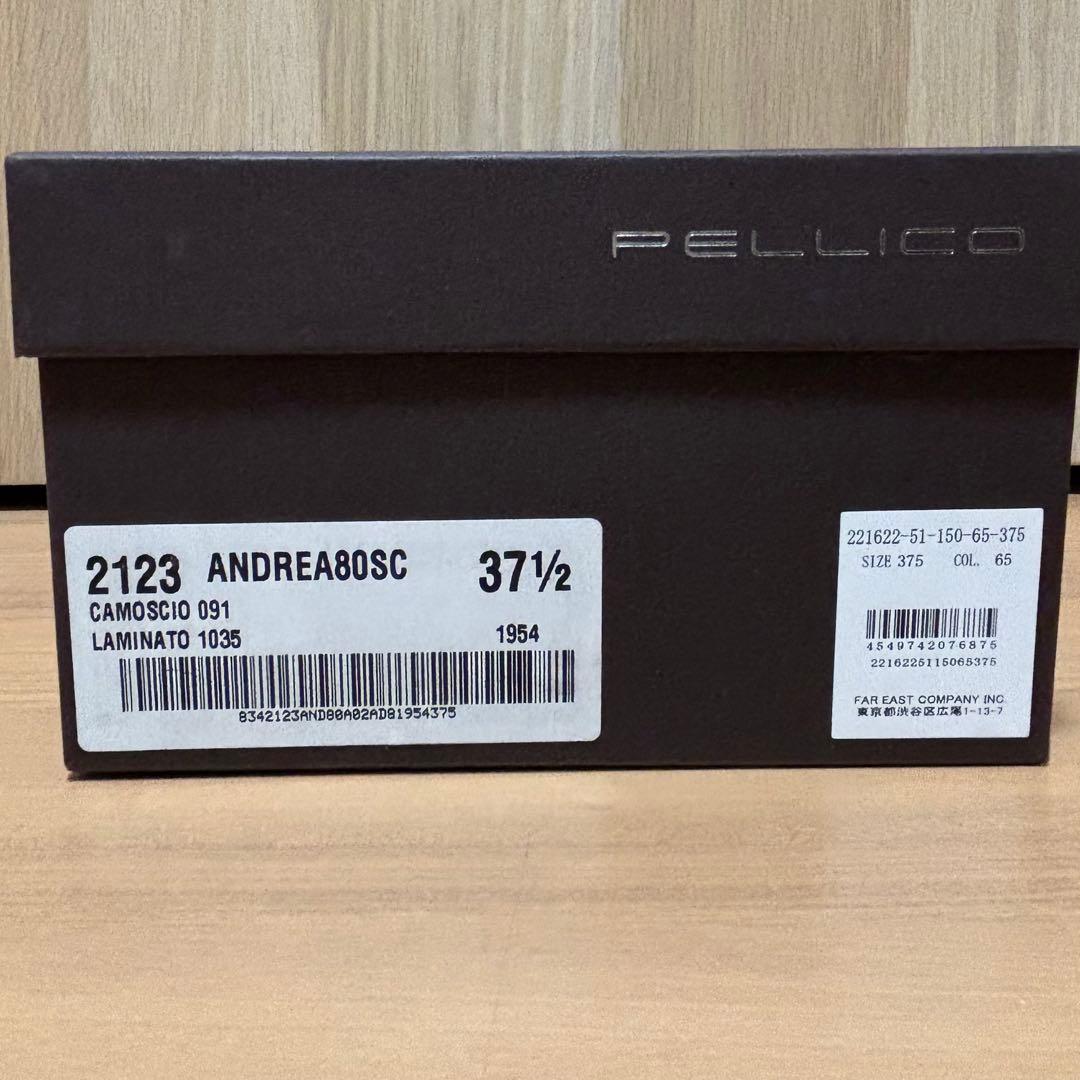 PELLICO
2123 ANDREA80SC 37½
CAMOSCIO 091
LAMINATO 1035 1954
8342123AND80A02AD81954375
221622-51-150-65-375
SIZE 375 COL. 65
4549742076875
2216225115065375
FAR EAST COMPANY INC.
東京都渋谷区広尾1-13-7